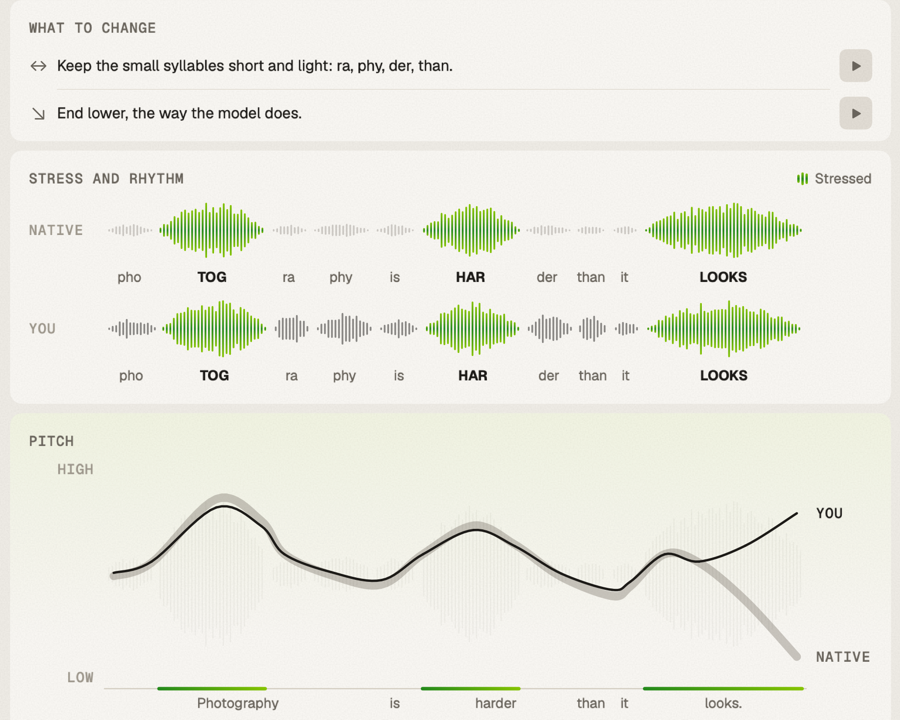 WHAT TO CHANGE
Keep the small syllables short and light: ra, phy, der, than.
End lower, the way the model does.
STRESS AND RHYTHM Stressed
NATIVE
pho TOG ra phy is HAR der than it LOOKS
YOU
pho TOG ra phy is HAR der than it LOOKS
PITCH
HIGH
YOU
NATIVE
LOW
Photography is harder than it looks.